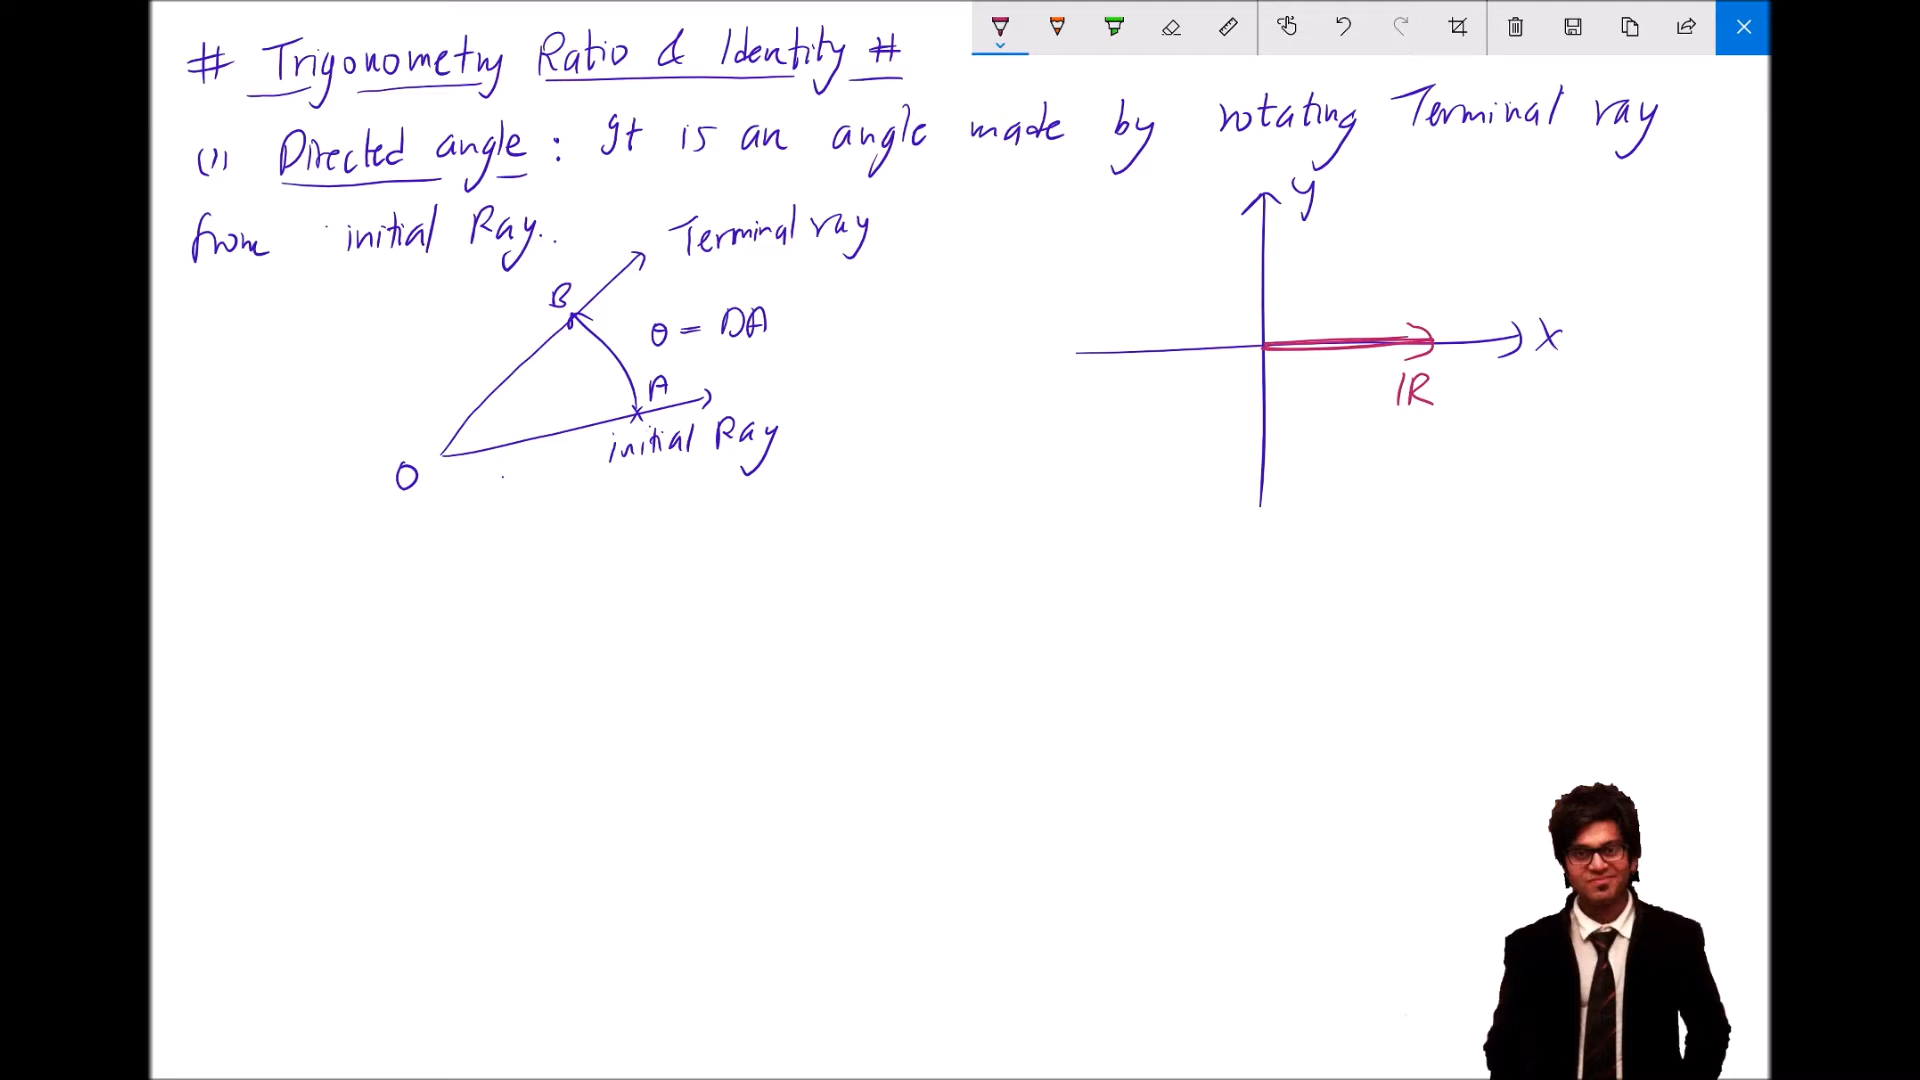 # Trigonometry Ratio & Identity #
(1) Directed angle : It is an angle made by rotating Terminal ray
from initial Ray.
Terminal ray
B
θ = DA
A
initial Ray
O
y
X
IR